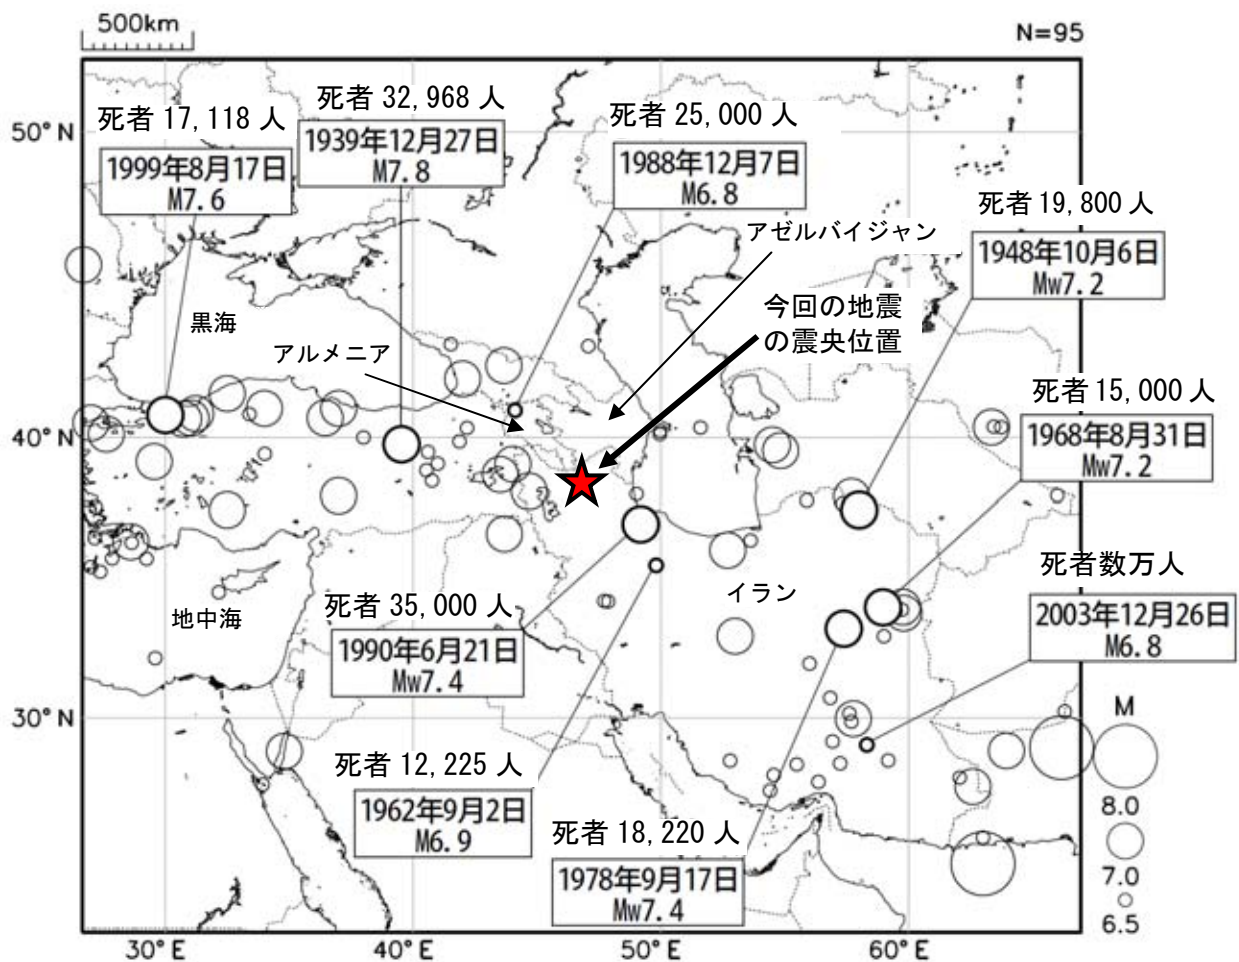 500km
N=95
死者 17,118 人
1999年8月17日
M7.6
死者 32,968 人
1939年12月27日
M7.8
死者 25,000 人
1988年12月7日
M6.8
死者 19,800 人
1948年10月6日
Mw7.2
アゼルバイジャン
今回の地震
の震央位置
黒海
アルメニア
死者 15,000 人
1968年8月31日
Mw7.2
死者数万人
2003年12月26日
M6.8
イラン
地中海
死者 35,000 人
1990年6月21日
Mw7.4
死者 12,225 人
1962年9月2日
M6.9
死者 18,220 人
1978年9月17日
Mw7.4
M
8.0
7.0
6.5
50°N
40°N
30°N
30°E
40°E
50°E
60°E